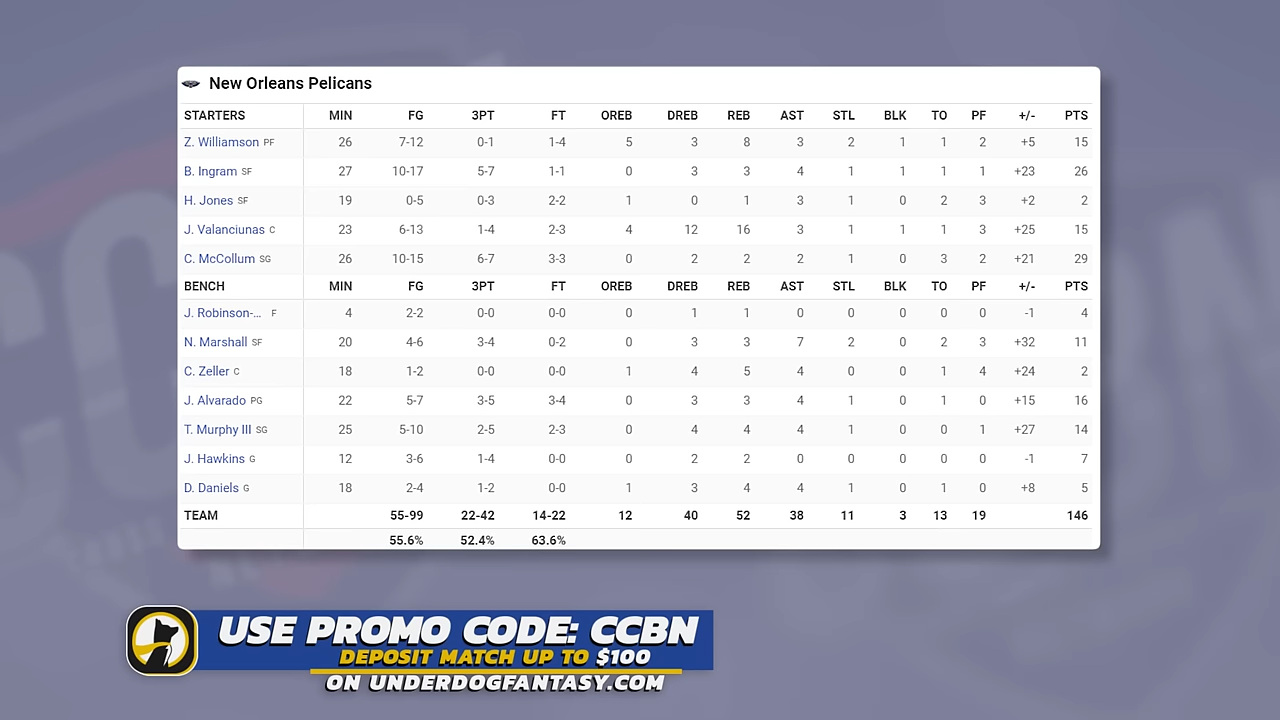 New Orleans Pelicans
STARTERS MIN FG 3PT FT OREB DREB REB AST STL BLK TO PF +/- PTS
Z. Williamson PF 26 7-12 0-1 1-4 5 3 8 3 2 1 1 2 +5 15
B. Ingram SF 27 10-17 5-7 1-1 0 3 3 4 1 1 1 1 +23 26
H. Jones SF 19 0-5 0-3 2-2 1 0 1 3 1 0 2 3 +2 2
J. Valanciunas C 23 6-13 1-4 2-3 4 12 16 3 1 1 1 3 +25 15
C. McCollum SG 26 10-15 6-7 3-3 0 2 2 2 1 0 3 2 +21 29
BENCH MIN FG 3PT FT OREB DREB REB AST STL BLK TO PF +/- PTS
J. Robinson-... F 4 2-2 0-0 0-0 0 1 1 0 0 0 0 0 -1 4
N. Marshall SF 20 4-6 3-4 0-2 0 3 3 7 2 0 2 3 +32 11
C. Zeller C 18 1-2 0-0 0-0 1 4 5 4 0 0 1 4 +24 2
J. Alvarado PG 22 5-7 3-5 3-4 0 3 3 4 1 0 1 0 +15 16
T. Murphy III SG 25 5-10 2-5 2-3 0 4 4 4 1 0 0 1 +27 14
J. Hawkins G 12 3-6 1-4 0-0 0 2 2 0 0 0 0 0 -1 7
D. Daniels G 18 2-4 1-2 0-0 1 3 4 4 1 0 1 0 +8 5
TEAM 55-99 22-42 14-22 12 40 52 38 11 3 13 19 146
55.6% 52.4% 63.6%
USE PROMO CODE: CCBN
DEPOSIT MATCH UP TO $100
ON UNDERDOGFANTASY.COM